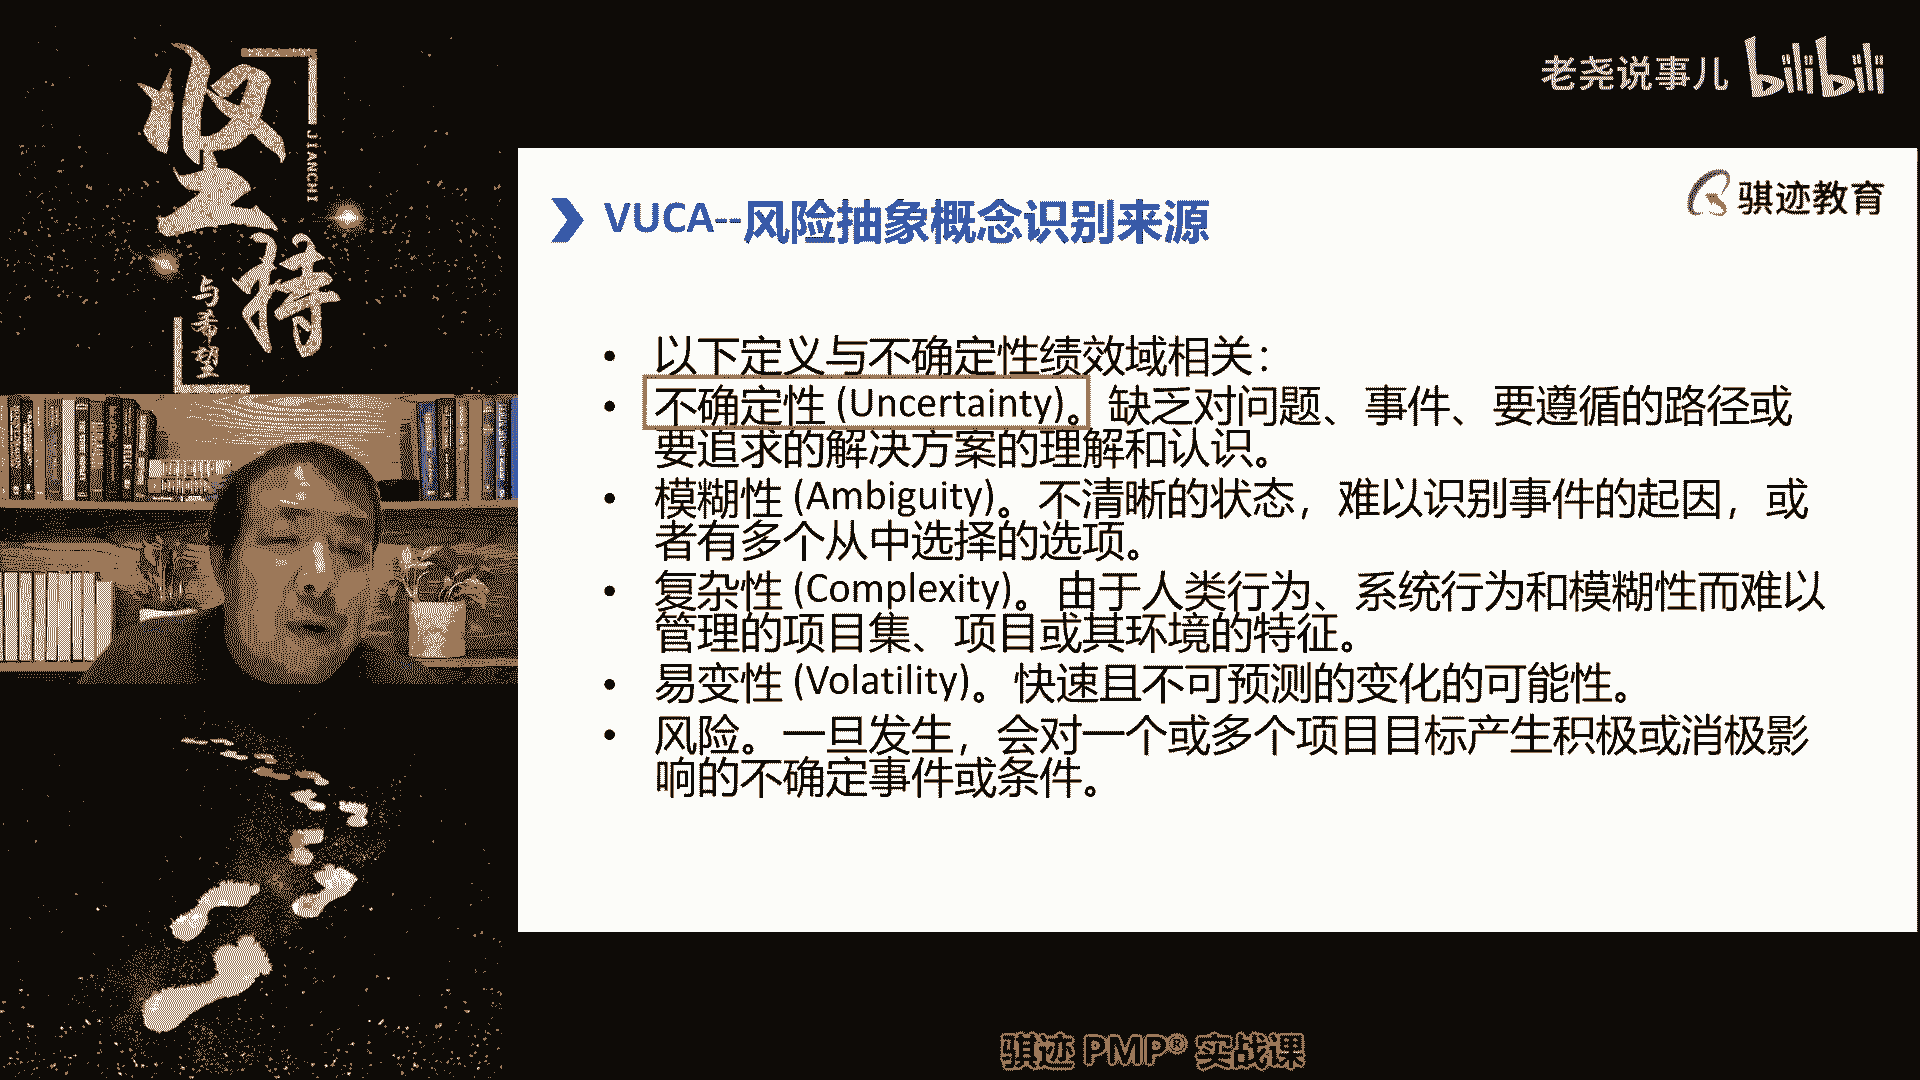 坚持
JIANCHI
与希望
老尧说事儿 bilibili
骐迹教育
VUCA--风险抽象概念识别来源
• 以下定义与不确定性绩效域相关：
• 不确定性 (Uncertainty)。缺乏对问题、事件、要遵循的路径或
要追求的解决方案的理解和认识。
• 模糊性 (Ambiguity)。不清晰的状态，难以识别事件的起因，或
者有多个从中选择的选项。
• 复杂性 (Complexity)。由于人类行为、系统行为和模糊性而难以
管理的项目集、项目或其环境的特征。
• 易变性 (Volatility)。快速且不可预测的变化的可能性。
• 风险。一旦发生，会对一个或多个项目目标产生积极或消极影
响的不确定事件或条件。
骐迹 PMP® 实战课